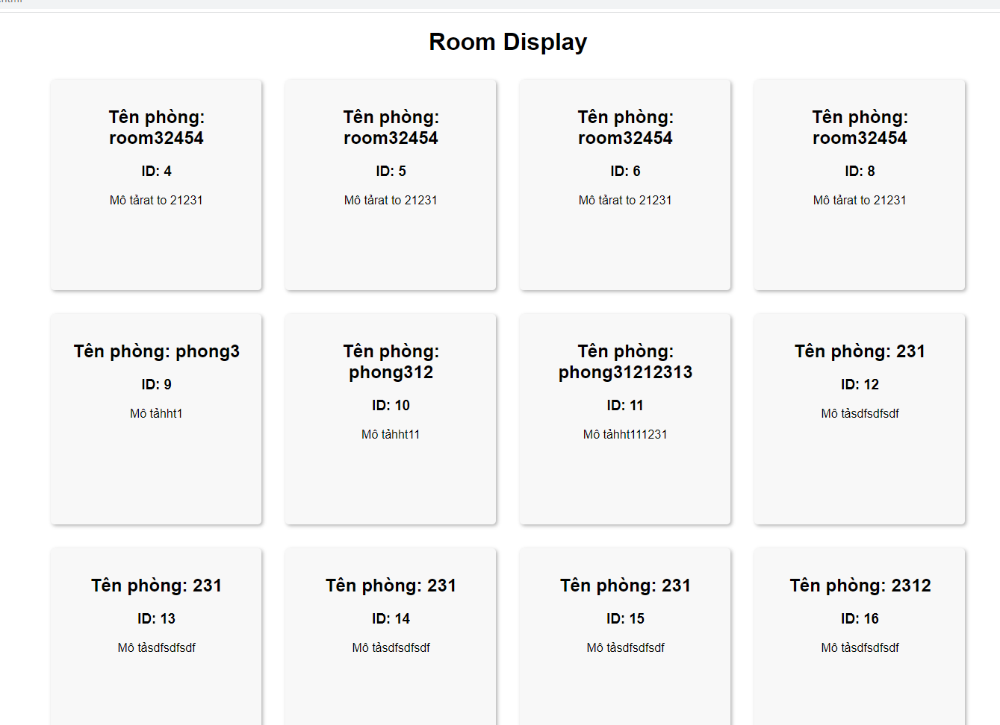 Room Display
Tên phòng:
room32454
ID: 4
Mô tảrat to 21231
Tên phòng:
room32454
ID: 5
Mô tảrat to 21231
Tên phòng:
room32454
ID: 6
Mô tảrat to 21231
Tên phòng:
room32454
ID: 8
Mô tảrat to 21231
Tên phòng: phong3
ID: 9
Mô tảhht1
Tên phòng:
phong312
ID: 10
Mô tảhht11
Tên phòng:
phong31212313
ID: 11
Mô tảhht111231
Tên phòng: 231
ID: 12
Mô tảsdfsdfsdf
Tên phòng: 231
ID: 13
Mô tảsdfsdfsdf
Tên phòng: 231
ID: 14
Mô tảsdfsdfsdf
Tên phòng: 231
ID: 15
Mô tảsdfsdfsdf
Tên phòng: 2312
ID: 16
Mô tảsdfsdfsdf